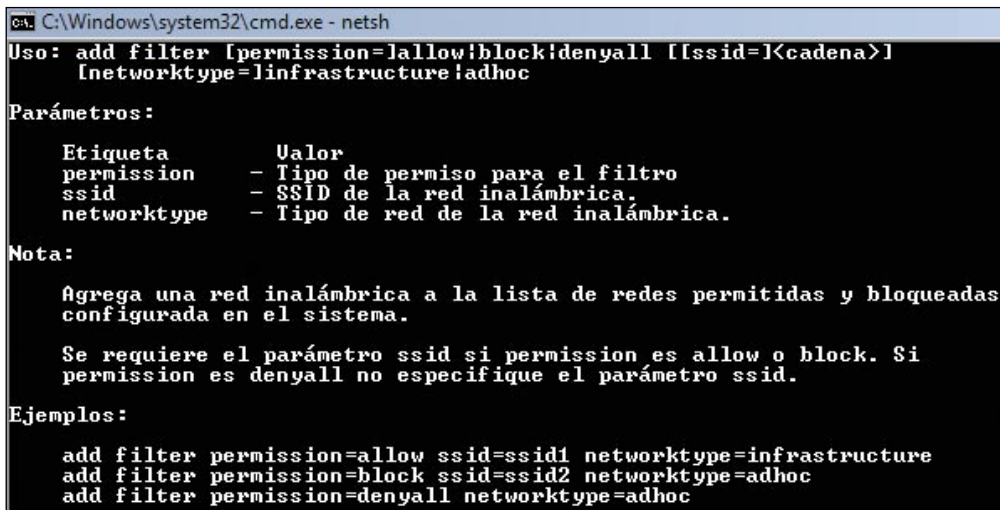 C:\Windows\system32\cmd.exe - netsh
Uso: add filter [permission=]allow|block|denyall [[ssid=]<cadena>]
[networktype=]infrastructure|adhoc
Parámetros:
Etiqueta Valor
permission - Tipo de permiso para el filtro
ssid - SSID de la red inalámbrica.
networktype - Tipo de red de la red inalámbrica.
Nota:
Agrega una red inalámbrica a la lista de redes permitidas y bloqueadas
configurada en el sistema.
Se requiere el parámetro ssid si permission es allow o block. Si
permission es denyall no especifique el parámetro ssid.
Ejemplos:
add filter permission=allow ssid=ssid1 networktype=infrastructure
add filter permission=block ssid=ssid2 networktype=adhoc
add filter permission=denyall networktype=adhoc